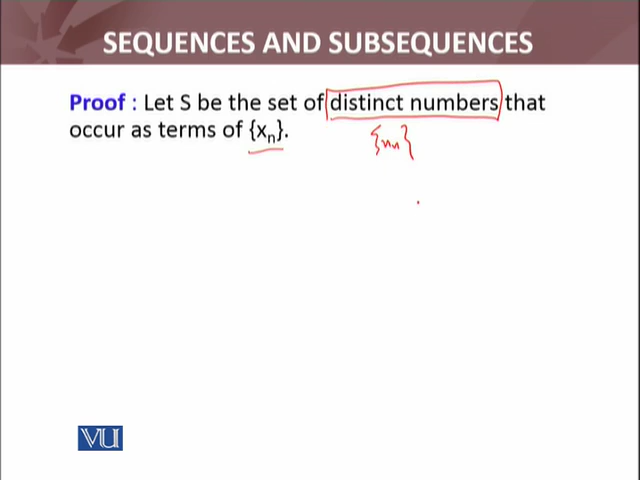 SEQUENCES AND SUBSEQUENCES
Proof : Let S be the set of distinct numbers that
occur as terms of {xₙ}.
{xₙ}
VU